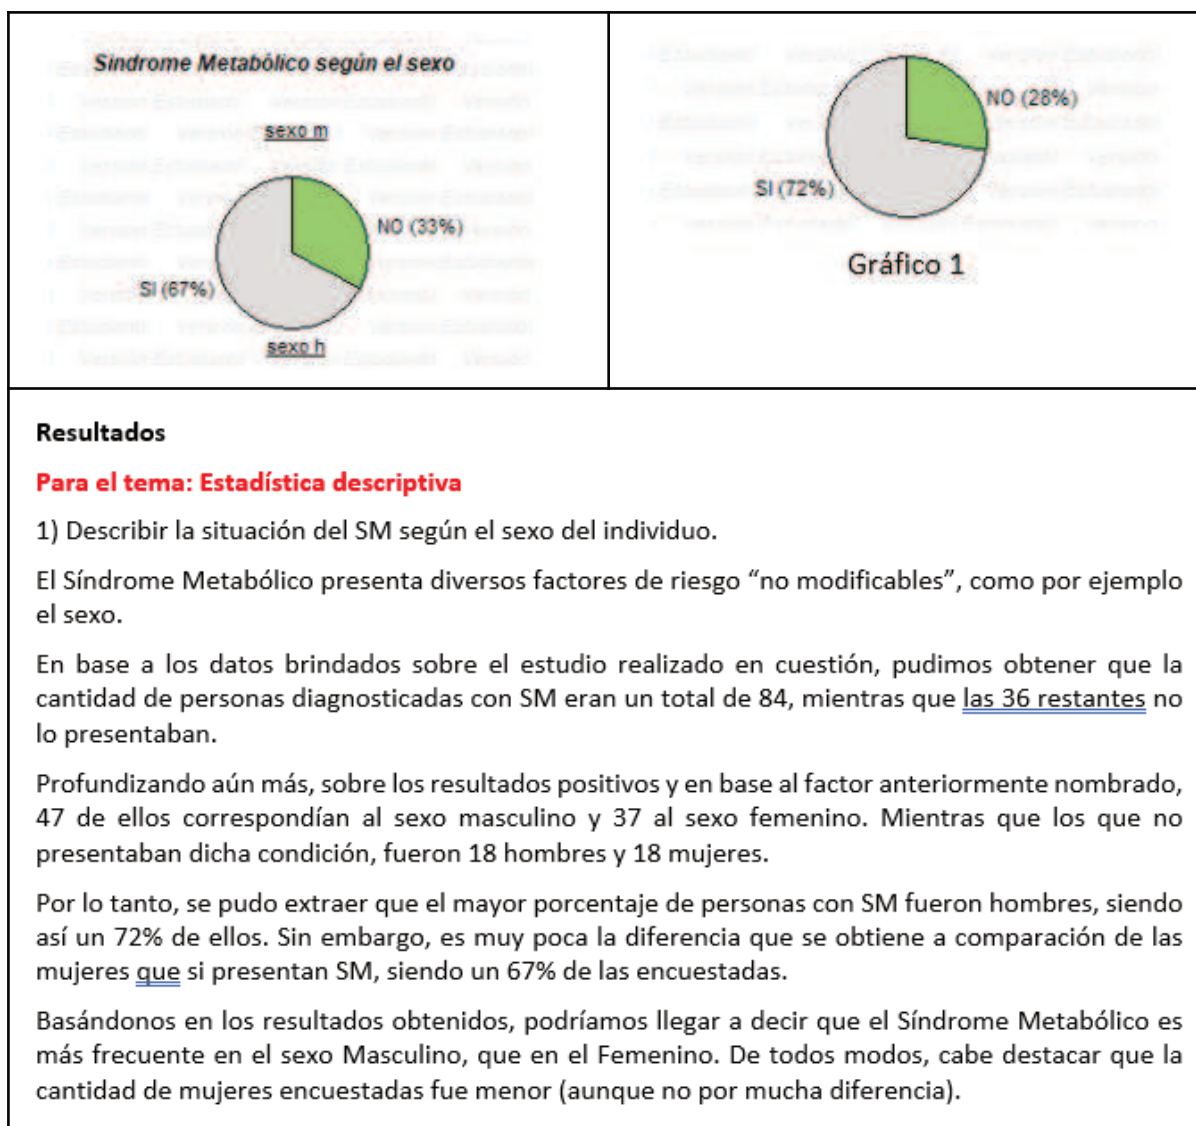 Síndrome Metabólico según el sexo
sexo m
NO (33%)
SI (67%)
sexo h
NO (28%)
SI (72%)
Gráfico 1
Resultados
Para el tema: Estadística descriptiva
1) Describir la situación del SM según el sexo del individuo.
El Síndrome Metabólico presenta diversos factores de riesgo “no modificables”, como por ejemplo
el sexo.
En base a los datos brindados sobre el estudio realizado en cuestión, pudimos obtener que la
cantidad de personas diagnosticadas con SM eran un total de 84, mientras que las 36 restantes no
lo presentaban.
Profundizando aún más, sobre los resultados positivos y en base al factor anteriormente nombrado,
47 de ellos correspondían al sexo masculino y 37 al sexo femenino. Mientras que los que no
presentaban dicha condición, fueron 18 hombres y 18 mujeres.
Por lo tanto, se pudo extraer que el mayor porcentaje de personas con SM fueron hombres, siendo
así un 72% de ellos. Sin embargo, es muy poca la diferencia que se obtiene a comparación de las
mujeres que si presentan SM, siendo un 67% de las encuestadas.
Basándonos en los resultados obtenidos, podríamos llegar a decir que el Síndrome Metabólico es
más frecuente en el sexo Masculino, que en el Femenino. De todos modos, cabe destacar que la
cantidad de mujeres encuestadas fue menor (aunque no por mucha diferencia).